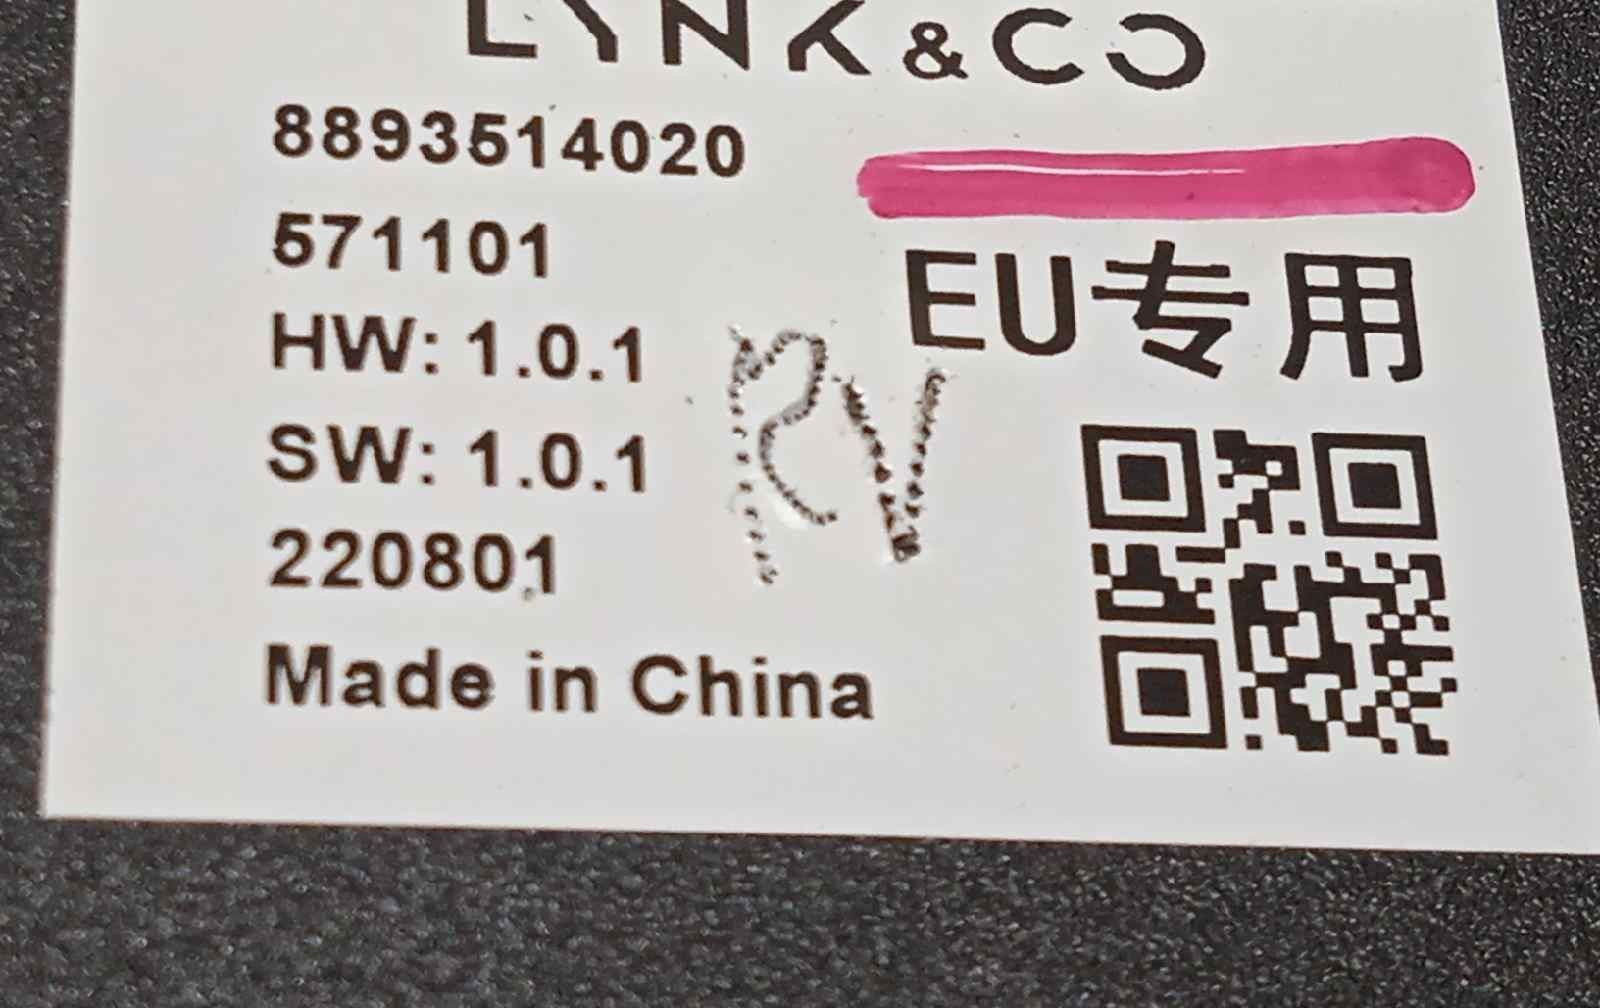 LYNK&CO
8893514020
571101
EU专用
HW: 1.0.1
RV
SW: 1.0.1
220801
Made in China